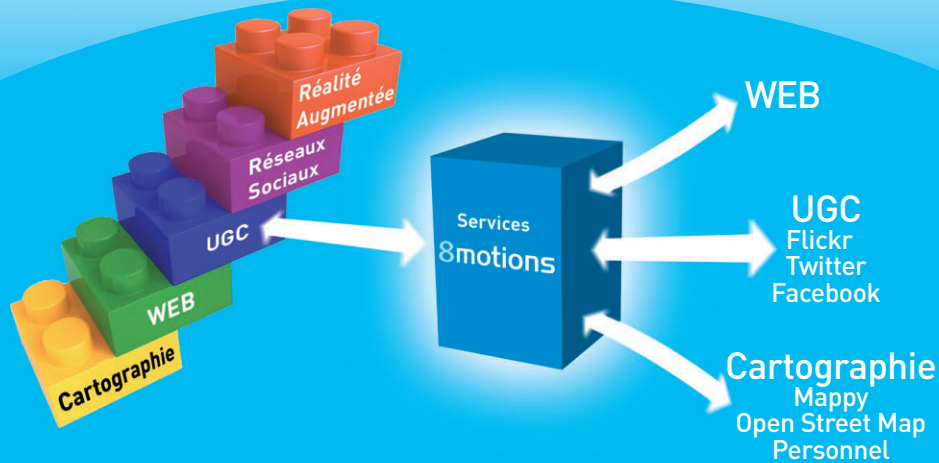 Réalité
Augmentée
Réseaux
Sociaux
UGC
WEB
Cartographie
Services
8motions
WEB
UGC
Flickr
Twitter
Facebook
Cartographie
Mappy
Open Street Map
Personnel